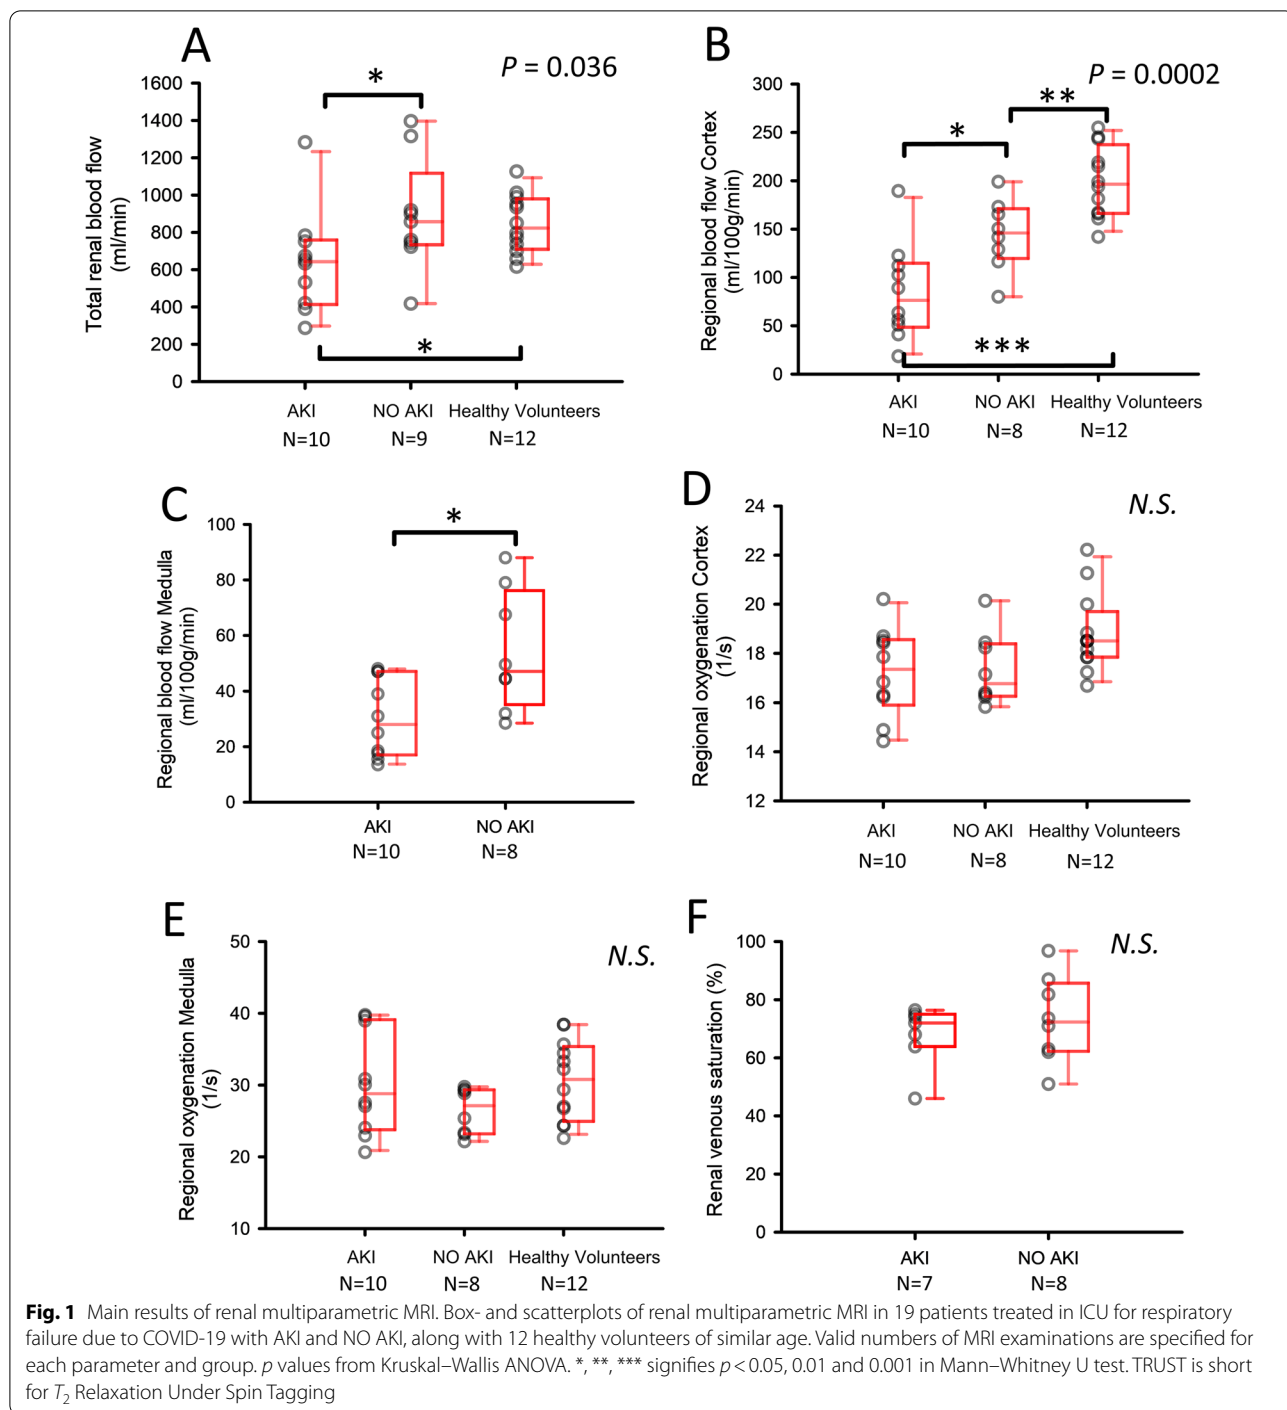 A
P = 0.036
*
1600
1400
1200
1000
800
600
400
200
0
Total renal blood flow
(ml/min)
*
AKI NO AKI Healthy Volunteers
N=10 N=9 N=12
B
P = 0.0002
**
*
300
250
200
150
100
50
0
Regional blood flow Cortex
(ml/100g/min)
***
AKI NO AKI Healthy Volunteers
N=10 N=8 N=12
C
*
100
80
60
40
20
0
Regional blood flow Medulla
(ml/100g/min)
AKI NO AKI
N=10 N=8
D
N.S.
24
22
20
18
16
14
12
Regional oxygenation Cortex
(1/s)
AKI NO AKI Healthy Volunteers
N=10 N=8 N=12
E
N.S.
50
40
30
20
10
Regional oxygenation Medulla
(1/s)
AKI NO AKI Healthy Volunteers
N=10 N=8 N=12
F
N.S.
100
80
60
40
20
0
Renal venous saturation (%)
AKI NO AKI
N=7 N=8
Fig. 1 Main results of renal multiparametric MRI. Box- and scatterplots of renal multiparametric MRI in 19 patients treated in ICU for respiratory
failure due to COVID-19 with AKI and NO AKI, along with 12 healthy volunteers of similar age. Valid numbers of MRI examinations are specified for
each parameter and group. p values from Kruskal–Wallis ANOVA. *, **, *** signifies p < 0.05, 0.01 and 0.001 in Mann–Whitney U test. TRUST is short
for T2 Relaxation Under Spin Tagging